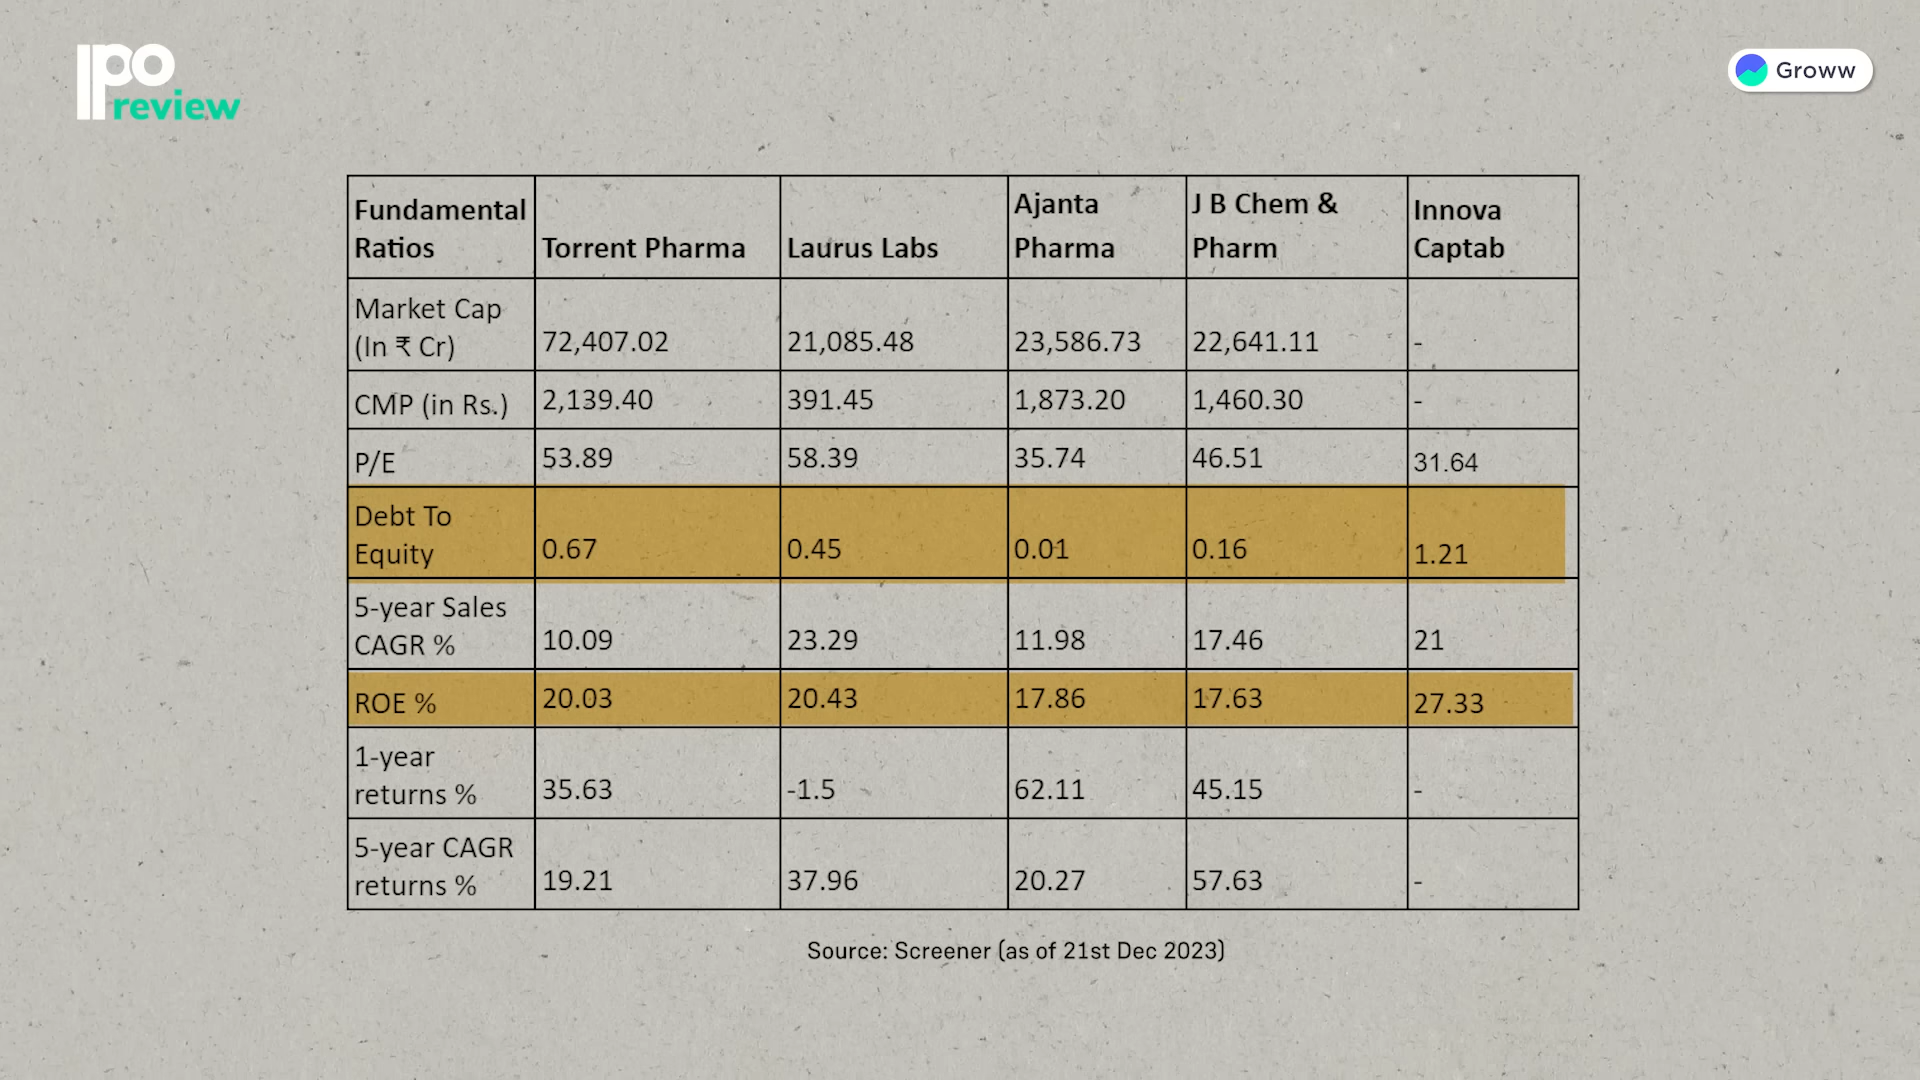 IPO
review
Groww
Fundamental Ratios | Torrent Pharma | Laurus Labs | Ajanta Pharma | J B Chem & Pharm | Innova Captab
Market Cap (In ₹ Cr) | 72,407.02 | 21,085.48 | 23,586.73 | 22,641.11 | -
CMP (in Rs.) | 2,139.40 | 391.45 | 1,873.20 | 1,460.30 | -
P/E | 53.89 | 58.39 | 35.74 | 46.51 | 31.64
Debt To Equity | 0.67 | 0.45 | 0.01 | 0.16 | 1.21
5-year Sales CAGR % | 10.09 | 23.29 | 11.98 | 17.46 | 21
ROE % | 20.03 | 20.43 | 17.86 | 17.63 | 27.33
1-year returns % | 35.63 | -1.5 | 62.11 | 45.15 | -
5-year CAGR returns % | 19.21 | 37.96 | 20.27 | 57.63 | -
Source: Screener (as of 21st Dec 2023)